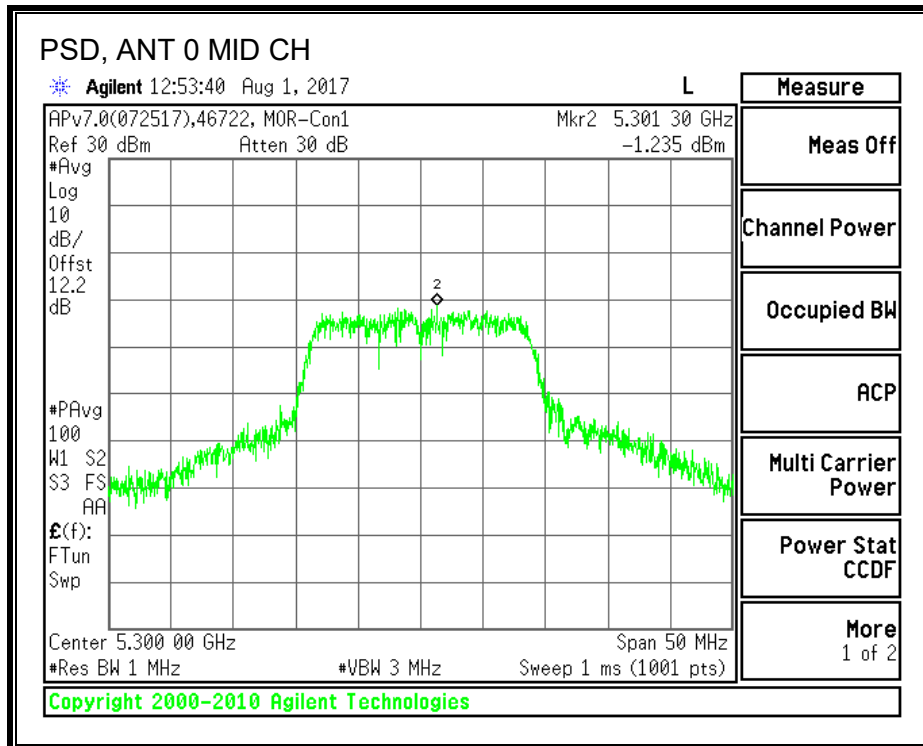 PSD, ANT 0 MID CH
Agilent 12:53:40 Aug 1, 2017 L
APv7.0(072517),46722, MOR-Con1 Mkr2 5.301 30 GHz
Ref 30 dBm Atten 30 dB -1.235 dBm
#Avg
Log
10
dB/
Offst
12.2
dB
2
#PAvg
100
W1 S2
S3 FS
AA
£(f):
FTun
Swp
Center 5.300 00 GHz Span 50 MHz
#Res BW 1 MHz #VBW 3 MHz Sweep 1 ms (1001 pts)
Copyright 2000-2010 Agilent Technologies
Measure
Meas Off
Channel Power
Occupied BW
ACP
Multi Carrier
Power
Power Stat
CCDF
More
1 of 2